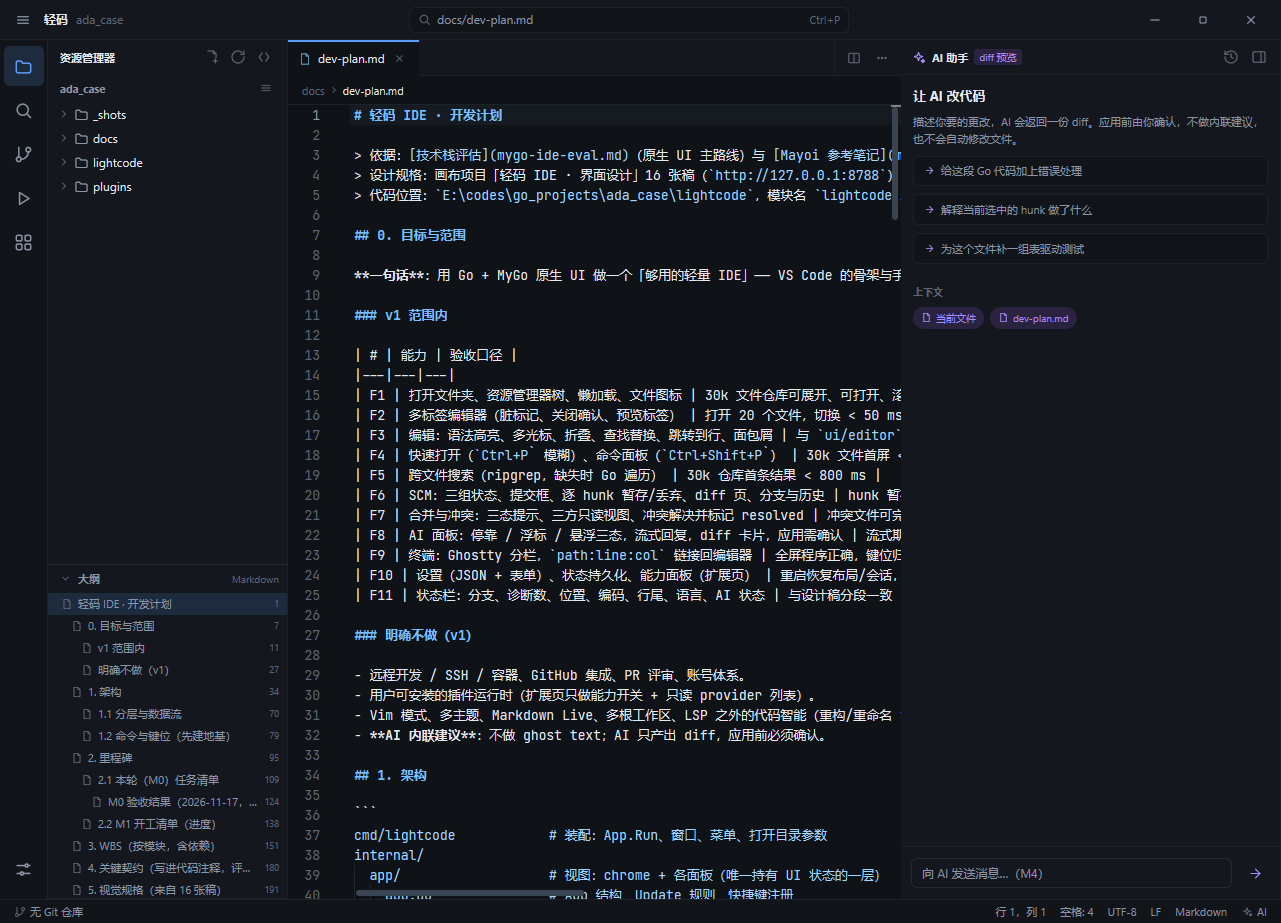 轻码 ada_case
docs/dev-plan.md Ctrl+P
资源管理器
ada_case
_shots
docs
lightcode
plugins
大纲 Markdown
轻码 IDE · 开发计划 1
0. 目标与范围 7
v1 范围内 11
明确不做（v1） 27
1. 架构 34
1.1 分层与数据流 70
1.2 命令与键位（先建地基） 79
2. 里程碑 95
2.1 本轮（M0）任务清单 109
M0 验收结果（2026-11-17，... 124
2.2 M1 开工清单（进度） 138
3. WBS（按模块，含依赖） 151
4. 关键契约（写进代码注释，评... 180
5. 视觉规格（来自 16 张稿） 191
dev-plan.md
docs > dev-plan.md
1 # 轻码 IDE · 开发计划
2
3 > 依据：[技术栈评估](mygo-ide-eval.md)（原生 UI 主路线）与 [Mayoi 参考笔记](
4 > 设计规格：画布项目「轻码 IDE · 界面设计」16 张稿（`http://127.0.0.1:8788`）
5 > 代码位置：`E:\codes\go_projects\ada_case\lightcode`，模块名 `lightcode
6
7 ## 0. 目标与范围
8
9 **一句话**：用 Go + MyGo 原生 UI 做一个「够用的轻量 IDE」—— VS Code 的骨架与手
10
11 ### v1 范围内
12
13 | # | 能力 | 验收口径 |
14 |---|---|---|
15 | F1 | 打开文件夹、资源管理器树、懒加载、文件图标 | 30k 文件仓库可展开、可打开、滚
16 | F2 | 多标签编辑器（脏标记、关闭确认、预览标签） | 打开 20 个文件，切换 < 50 ms
17 | F3 | 编辑：语法高亮、多光标、折叠、查找替换、跳转到行、面包屑 | 与 `ui/editor`
18 | F4 | 快速打开（`Ctrl+P` 模糊）、命令面板（`Ctrl+Shift+P`） | 30k 文件首屏 <
19 | F5 | 跨文件搜索（ripgrep，缺失时 Go 遍历） | 30k 仓库首条结果 < 800 ms |
20 | F6 | SCM：三组状态、提交框、逐 hunk 暂存/丢弃、diff 页、分支与历史 | hunk 暂
21 | F7 | 合并与冲突：三态提示、三方只读视图、冲突解决并标记 resolved | 冲突文件可完
22 | F8 | AI 面板：停靠 / 浮标 / 悬浮三态，流式回复，diff 卡片，应用需确认 | 流式期
23 | F9 | 终端：Ghostty 分栏，`path:line:col` 链接回编辑器 | 全屏程序正确，键位归
24 | F10 | 设置（JSON + 表单）、状态持久化、能力面板（扩展页） | 重启恢复布局/会话，
25 | F11 | 状态栏：分支、诊断数、位置、编码、行尾、语言、AI 状态 | 与设计稿分段一致
26
27 ### 明确不做（v1）
28
29 - 远程开发 / SSH / 容器、GitHub 集成、PR 评审、账号体系。
30 - 用户可安装的插件运行时（扩展页只做能力开关 + 只读 provider 列表）。
31 - Vim 模式、多主题、Markdown Live、多根工作区、LSP 之外的代码智能（重构/重命名
32 - **AI 内联建议**：不做 ghost text；AI 只产出 diff，应用前必须确认。
33
34 ## 1. 架构
35
36 ```
37 cmd/lightcode # 装配：App.Run、窗口、菜单、打开目录参数
38 internal/
39 app/ # 视图：chrome + 各面板（唯一持有 UI 状态的一层）
40 # App 结构、Update 规则、快捷键注册
AI 助手 diff 预览
让 AI 改代码
描述你要的更改，AI 会返回一份 diff。应用前由你确认，不做内联建议，
也不会自动修改文件。
→ 给这段 Go 代码加上错误处理
→ 解释当前选中的 hunk 做了什么
→ 为这个文件补一组表驱动测试
上下文
当前文件 dev-plan.md
向 AI 发送消息...（M4）
无 Git 仓库
行 1，列 1 空格: 4 UTF-8 LF Markdown AI